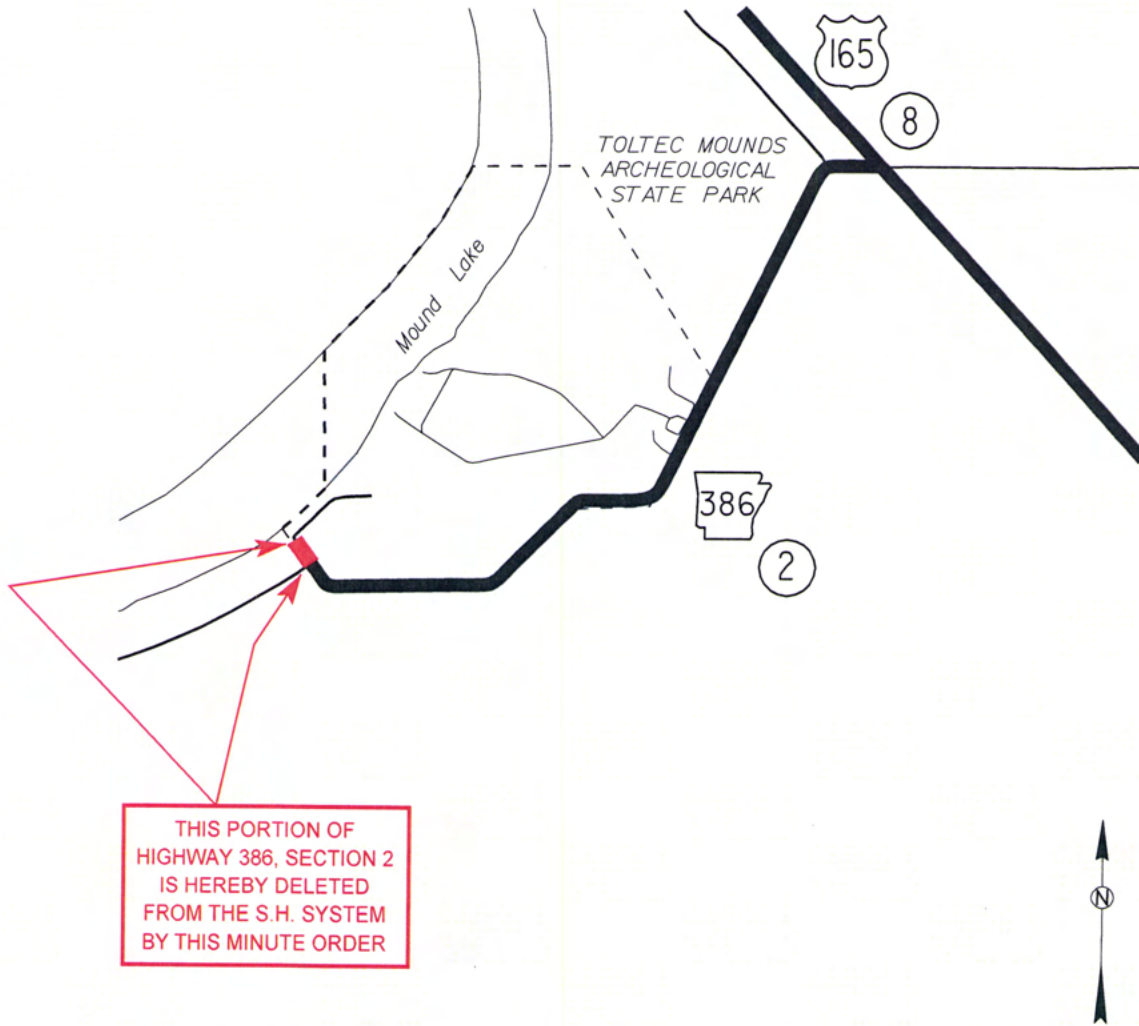 165
8
TOLTEC MOUNDS
ARCHEOLOGICAL
STATE PARK
Mound Lake
386
2
THIS PORTION OF
HIGHWAY 386, SECTION 2
IS HEREBY DELETED
FROM THE S.H. SYSTEM
BY THIS MINUTE ORDER
N